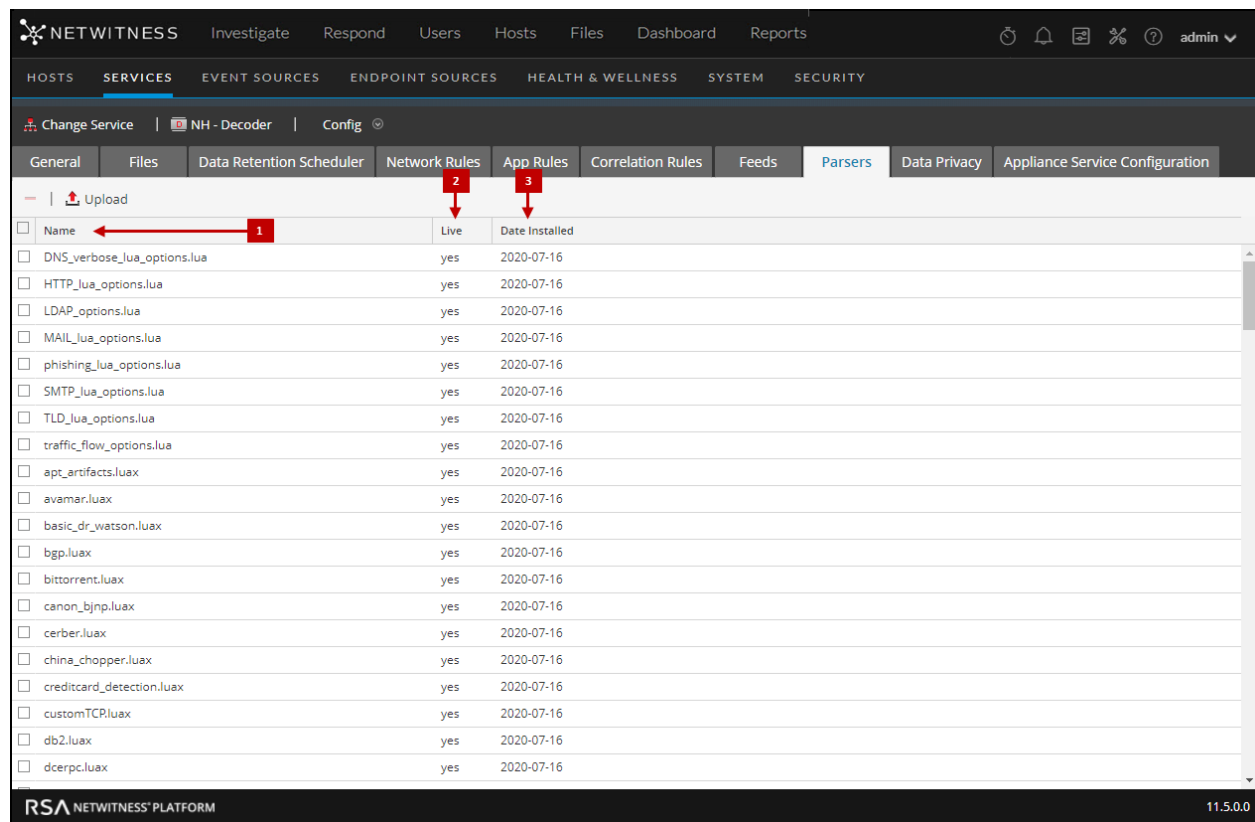 NETWITNESS Investigate Respond Users Hosts Files Dashboard Reports admin
HOSTS SERVICES EVENT SOURCES ENDPOINT SOURCES HEALTH & WELLNESS SYSTEM SECURITY
Change Service | D NH - Decoder | Config
General Files Data Retention Scheduler Network Rules App Rules Correlation Rules Feeds Parsers Data Privacy Appliance Service Configuration
2 3
Upload
Name 1 Live Date Installed
DNS_verbose_lua_options.lua yes 2020-07-16
HTTP_lua_options.lua yes 2020-07-16
LDAP_options.lua yes 2020-07-16
MAIL_lua_options.lua yes 2020-07-16
phishing_lua_options.lua yes 2020-07-16
SMTP_lua_options.lua yes 2020-07-16
TLD_lua_options.lua yes 2020-07-16
traffic_flow_options.lua yes 2020-07-16
apt_artifacts.luax yes 2020-07-16
avamar.luax yes 2020-07-16
basic_dr_watson.luax yes 2020-07-16
bgp.luax yes 2020-07-16
bittorrent.luax yes 2020-07-16
canon_bjnp.luax yes 2020-07-16
cerber.luax yes 2020-07-16
china_chopper.luax yes 2020-07-16
creditcard_detection.luax yes 2020-07-16
customTCP.luax yes 2020-07-16
db2.luax yes 2020-07-16
dcerpc.luax yes 2020-07-16
RSA NETWITNESS® PLATFORM 11.5.0.0